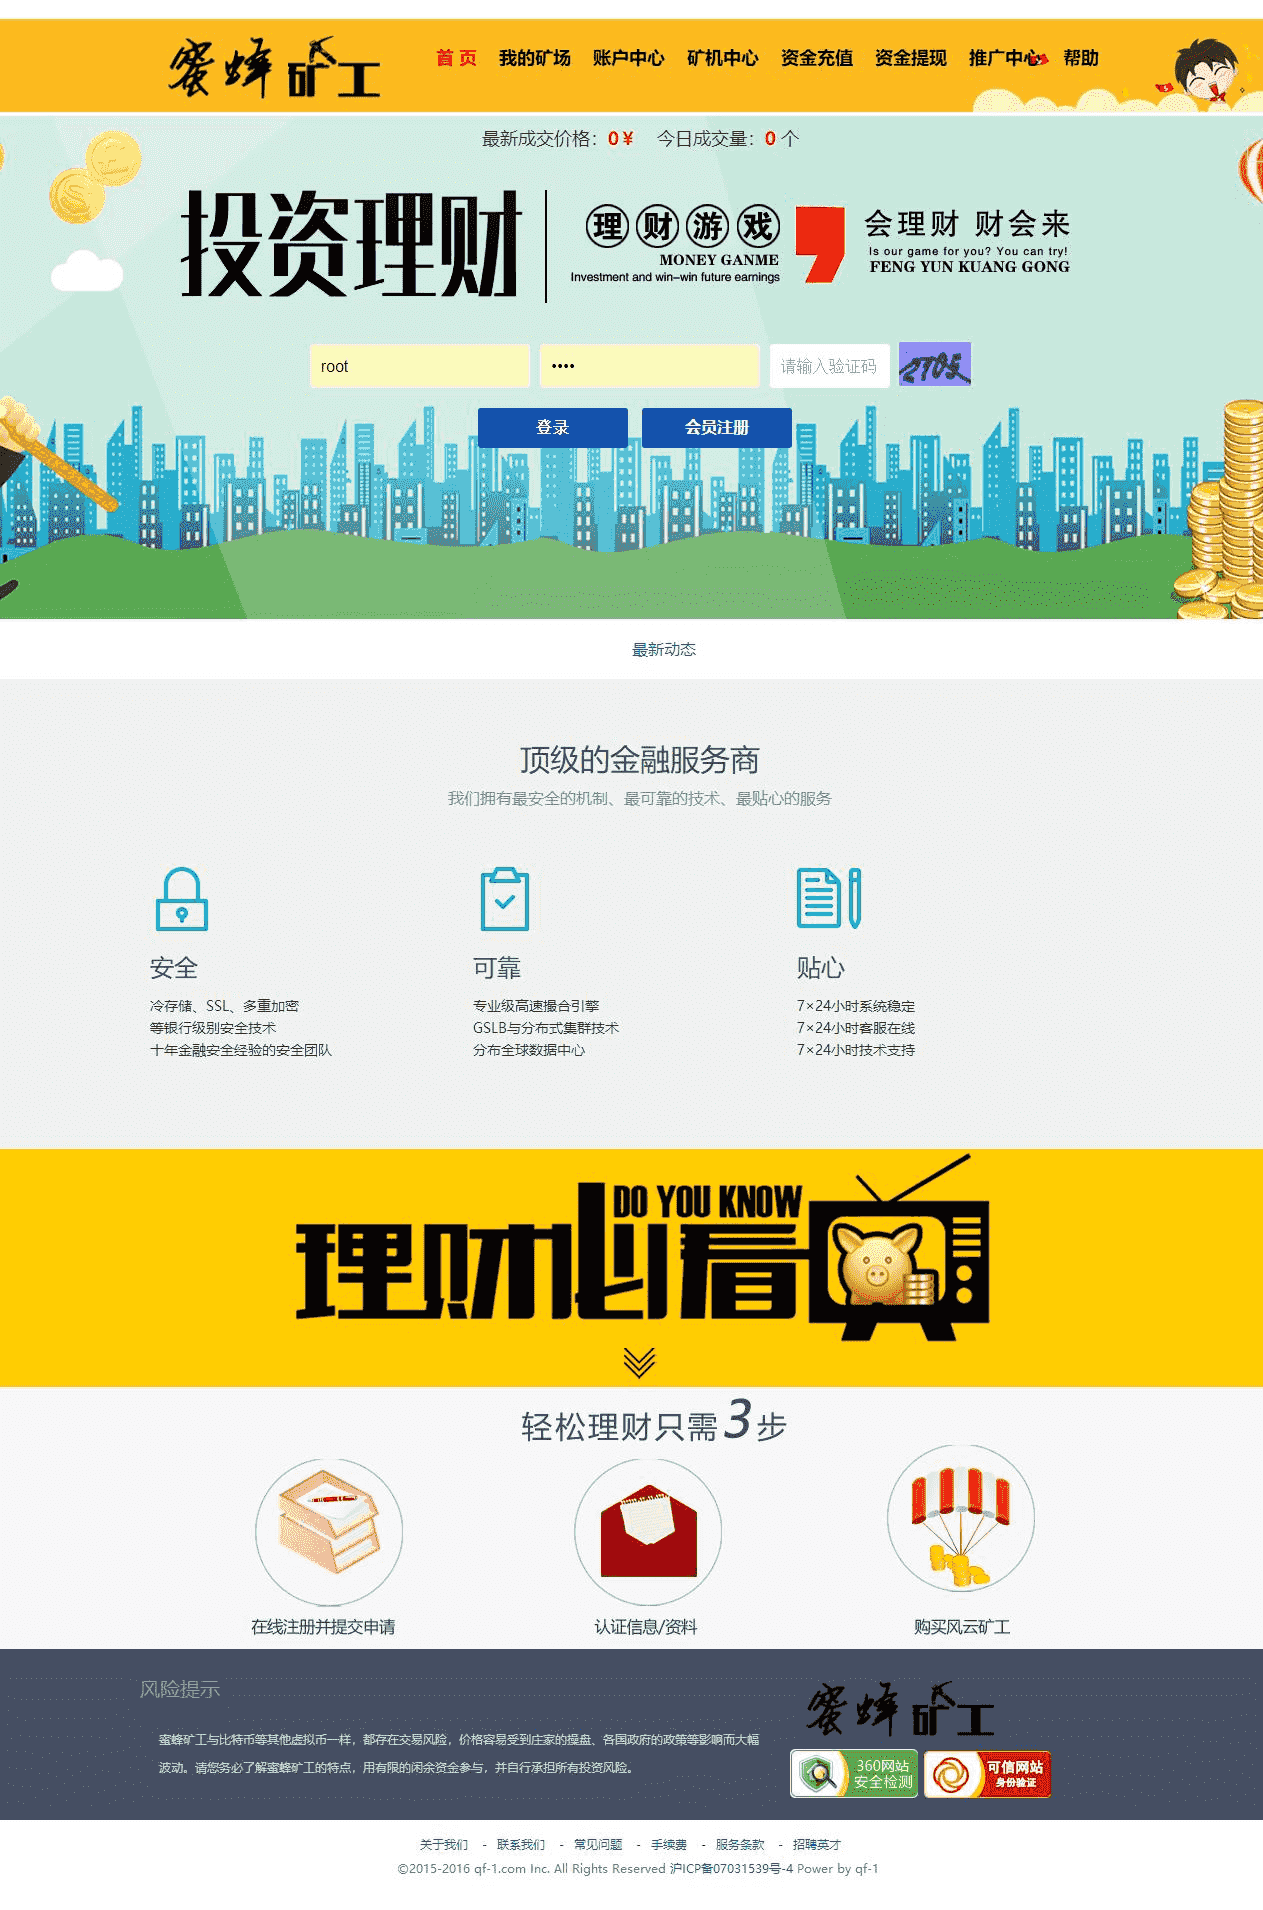 蜜蜂矿工
首 页 我的矿场 账户中心 矿机中心 资金充值 资金提现 推广中心 帮助
最新成交价格：0 ¥ 今日成交量：0 个
投资理财
理财游戏
MONEY GANME
Investment and win-win future earnings
会理财 财会来
Is our game for you? You can try!
FENG YUN KUANG GONG
root
••••
请输入验证码
2705
登录
会员注册
最新动态
顶级的金融服务商
我们拥有最安全的机制、最可靠的技术、最贴心的服务
安全
冷存储、SSL、多重加密
等银行级别安全技术
十年金融安全经验的安全团队
可靠
专业级高速撮合引擎
GSLB与分布式集群技术
分布全球数据中心
贴心
7×24小时系统稳定
7×24小时客服在线
7×24小时技术支持
理财必看
DO YOU KNOW
轻松理财只需3步
在线注册并提交申请
认证信息/资料
购买风云矿工
风险提示
蜜蜂矿工与比特币等其他虚拟币一样，都存在交易风险，价格容易受到庄家的操盘、各国政府的政策等影响而大幅
波动。请您务必了解蜜蜂矿工的特点，用有限的闲余资金参与，并自行承担所有投资风险。
蜜蜂矿工
360网站
安全检测
可信网站
身份验证
关于我们 - 联系我们 - 常见问题 - 手续费 - 服务条款 - 招聘英才
©2015-2016 qf-1.com Inc. All Rights Reserved 沪ICP备07031539号-4 Power by qf-1